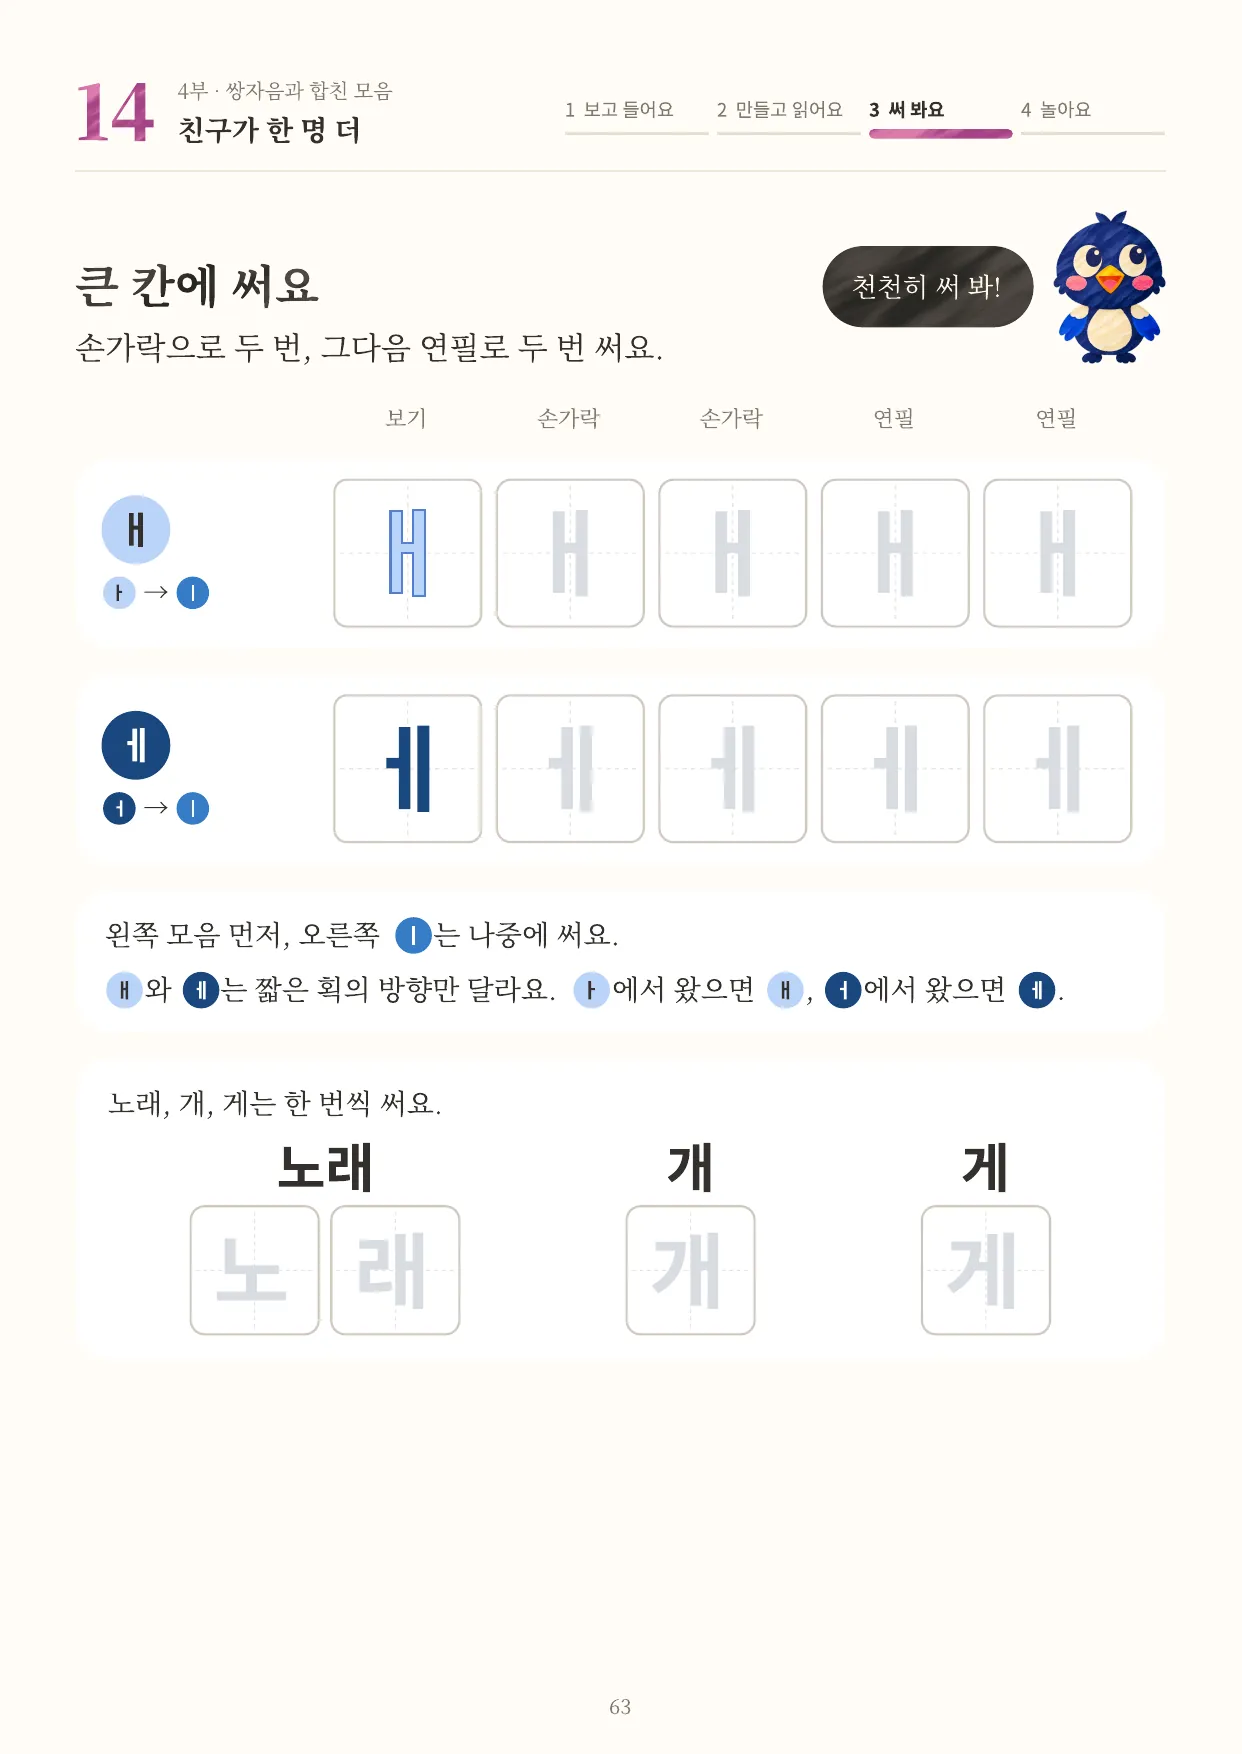 14
4부 · 쌍자음과 합친 모음
친구가 한 명 더
1 보고 들어요 2 만들고 읽어요 3 써 봐요 4 놀아요
큰 칸에 써요
천천히 써 봐!
손가락으로 두 번, 그다음 연필로 두 번 써요.
보기 손가락 손가락 연필 연필
ㅐ
ㅏ → ㅣ
ㅐ ㅐ ㅐ ㅐ ㅐ
ㅔ
ㅓ → ㅣ
ㅔ ㅔ ㅔ ㅔ ㅔ
왼쪽 모음 먼저, 오른쪽 ㅣ는 나중에 써요.
ㅐ와 ㅔ는 짧은 획의 방향만 달라요. ㅏ에서 왔으면 ㅐ, ㅓ에서 왔으면 ㅔ.
노래, 개, 게는 한 번씩 써요.
노래 개 게
노 래 개 게
63